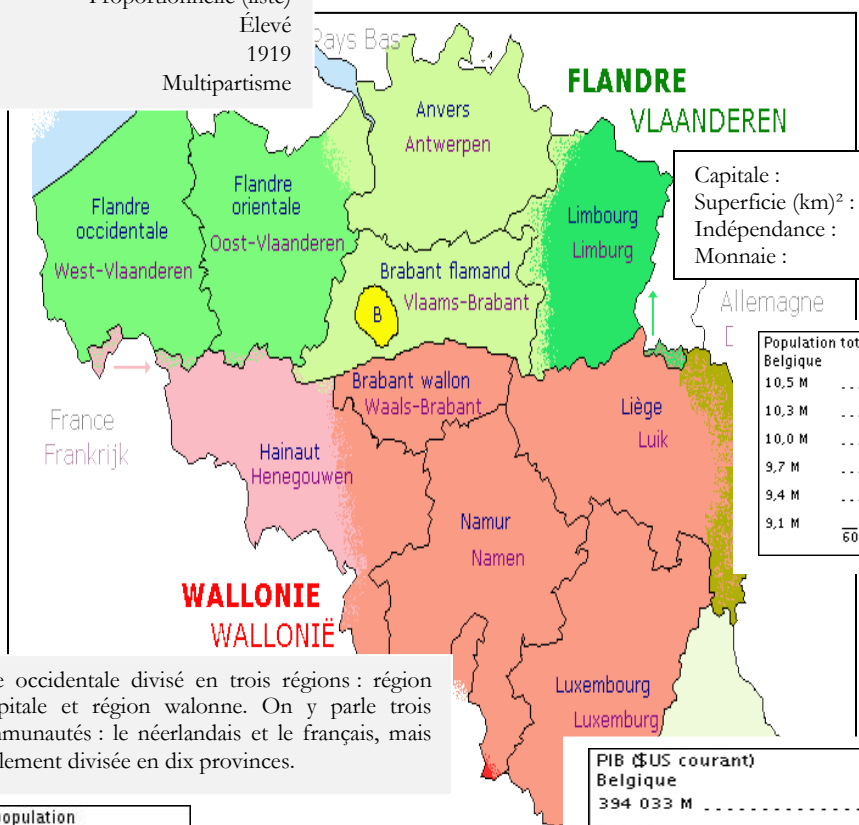 Proportionnelle (liste)
Élevé
1919
Multipartisme
Pays Bas
FLANDRE
VLAANDEREN
Anvers
Antwerpen
Capitale :
Superficie (km)² :
Indépendance :
Monnaie :
Flandre
orientale
Oost-Vlaanderen
Flandre
occidentale
West-Vlaanderen
Limbourg
Limburg
Brabant flamand
Vlaams-Brabant
B
Allemagne
Population tot
Belgique
10,5 M
10,3 M
10,0 M
9,7 M
9,4 M
9,1 M
60
Brabant wallon
Waals-Brabant
Liège
Luik
France
Frankrijk
Hainaut
Henegouwen
Namur
Namen
WALLONIE
WALLONIË
Luxembourg
Luxemburg
e occidentale divisé en trois régions : région
pitale et région walonne. On y parle trois
munautés : le néerlandais et le français, mais
lement divisée en dix provinces.
PIB ($US courant)
Belgique
394 033 M
opulation